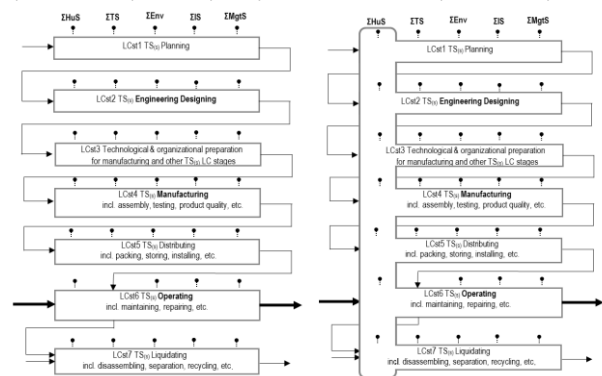 ΣHuS ΣTS ΣEnv ΣIS ΣMgtS
LCst1 TS(s) Planning
LCst2 TS(s) Engineering Designing
LCst3 Technological & organizational preparation
for manufacturing and other TS(s) LC stages
LCst4 TS(s) Manufacturing
incl. assembly, testing, product quality, etc.
LCst5 TS(s) Distributing
incl. packing, storing, installing, etc.
LCst6 TS(s) Operating
incl. maintaining, repairing, etc.
LCst7 TS(s) Liquidating
incl. disassembling, separation, recycling, etc.
ΣHuS ΣTS ΣEnv ΣIS ΣMgtS
LCst1 TS(s) Planning
LCst2 TS(s) Engineering Designing
LCst3 Technological & organizational preparation
for manufacturing and other TS(s) LC stages
LCst4 TS(s) Manufacturing
incl. assembly, testing, product quality, etc.
LCst5 TS(s) Distributing
incl. packing, storing, installing, etc.
LCst6 TS(s) Operating
incl. maintaining, repairing, etc.
LCst7 TS(s) Liquidating
incl. disassembling, separation, recycling, etc.